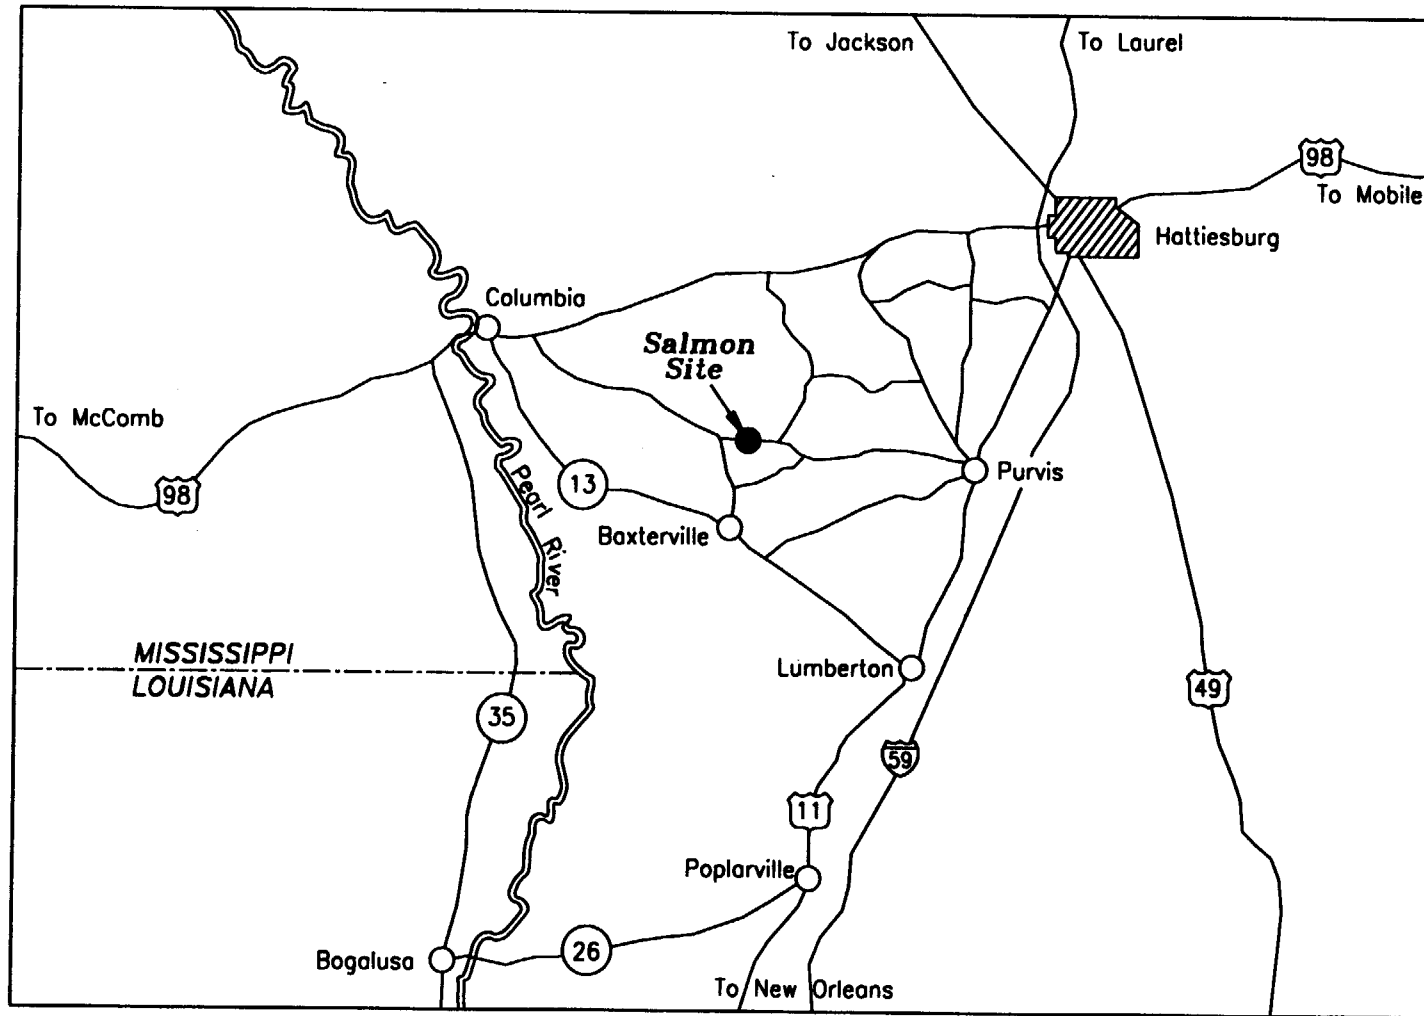 To Jackson
To Laurel
98
To Mobile
Hattiesburg
Columbia
Salmon
Site
To McComb
98
Pearl River
13
Purvis
Baxterville
MISSISSIPPI
LOUISIANA
Lumberton
35
49
59
11
Poplarville
Bogalusa
26
To New Orleans